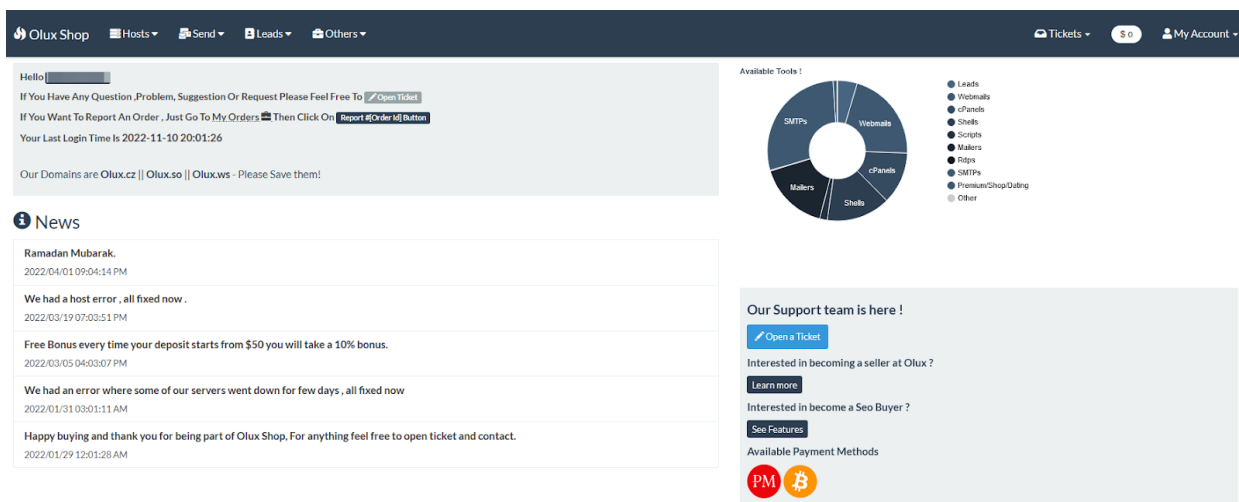 Olux Shop Hosts Send Leads Others Tickets $ 0 My Account
Hello
If You Have Any Question ,Problem, Suggestion Or Request Please Feel Free To Open Ticket
If You Want To Report An Order , Just Go To My Orders Then Click On Report #[Order Id] Button
Your Last Login Time Is 2022-11-10 20:01:26
Our Domains are Olux.cz || Olux.so || Olux.ws - Please Save them!
News
Ramadan Mubarak.
2022/04/01 09:04:14 PM
We had a host error , all fixed now .
2022/03/19 07:03:51 PM
Free Bonus every time your deposit starts from $50 you will take a 10% bonus.
2022/03/05 04:03:07 PM
We had an error where some of our servers went down for few days , all fixed now
2022/01/31 03:01:11 AM
Happy buying and thank you for being part of Olux Shop, For anything feel free to open ticket and contact.
2022/01/29 12:01:28 AM
Available Tools !
SMTPs
Webmails
cPanels
Mailers
Shells
Leads
Webmails
cPanels
Shells
Scripts
Mailers
Rdps
SMTPs
Premium/Shop/Dating
Other
Our Support team is here !
Open a Ticket
Interested in becoming a seller at Olux ?
Learn more
Interested in become a Seo Buyer ?
See Features
Available Payment Methods
PM